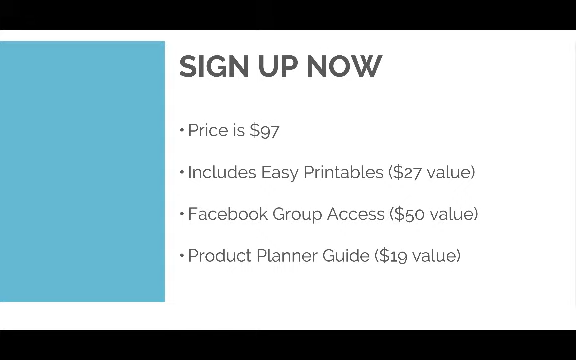 SIGN UP NOW
• Price is $97
• Includes Easy Printables ($27 value)
• Facebook Group Access ($50 value)
• Product Planner Guide ($19 value)